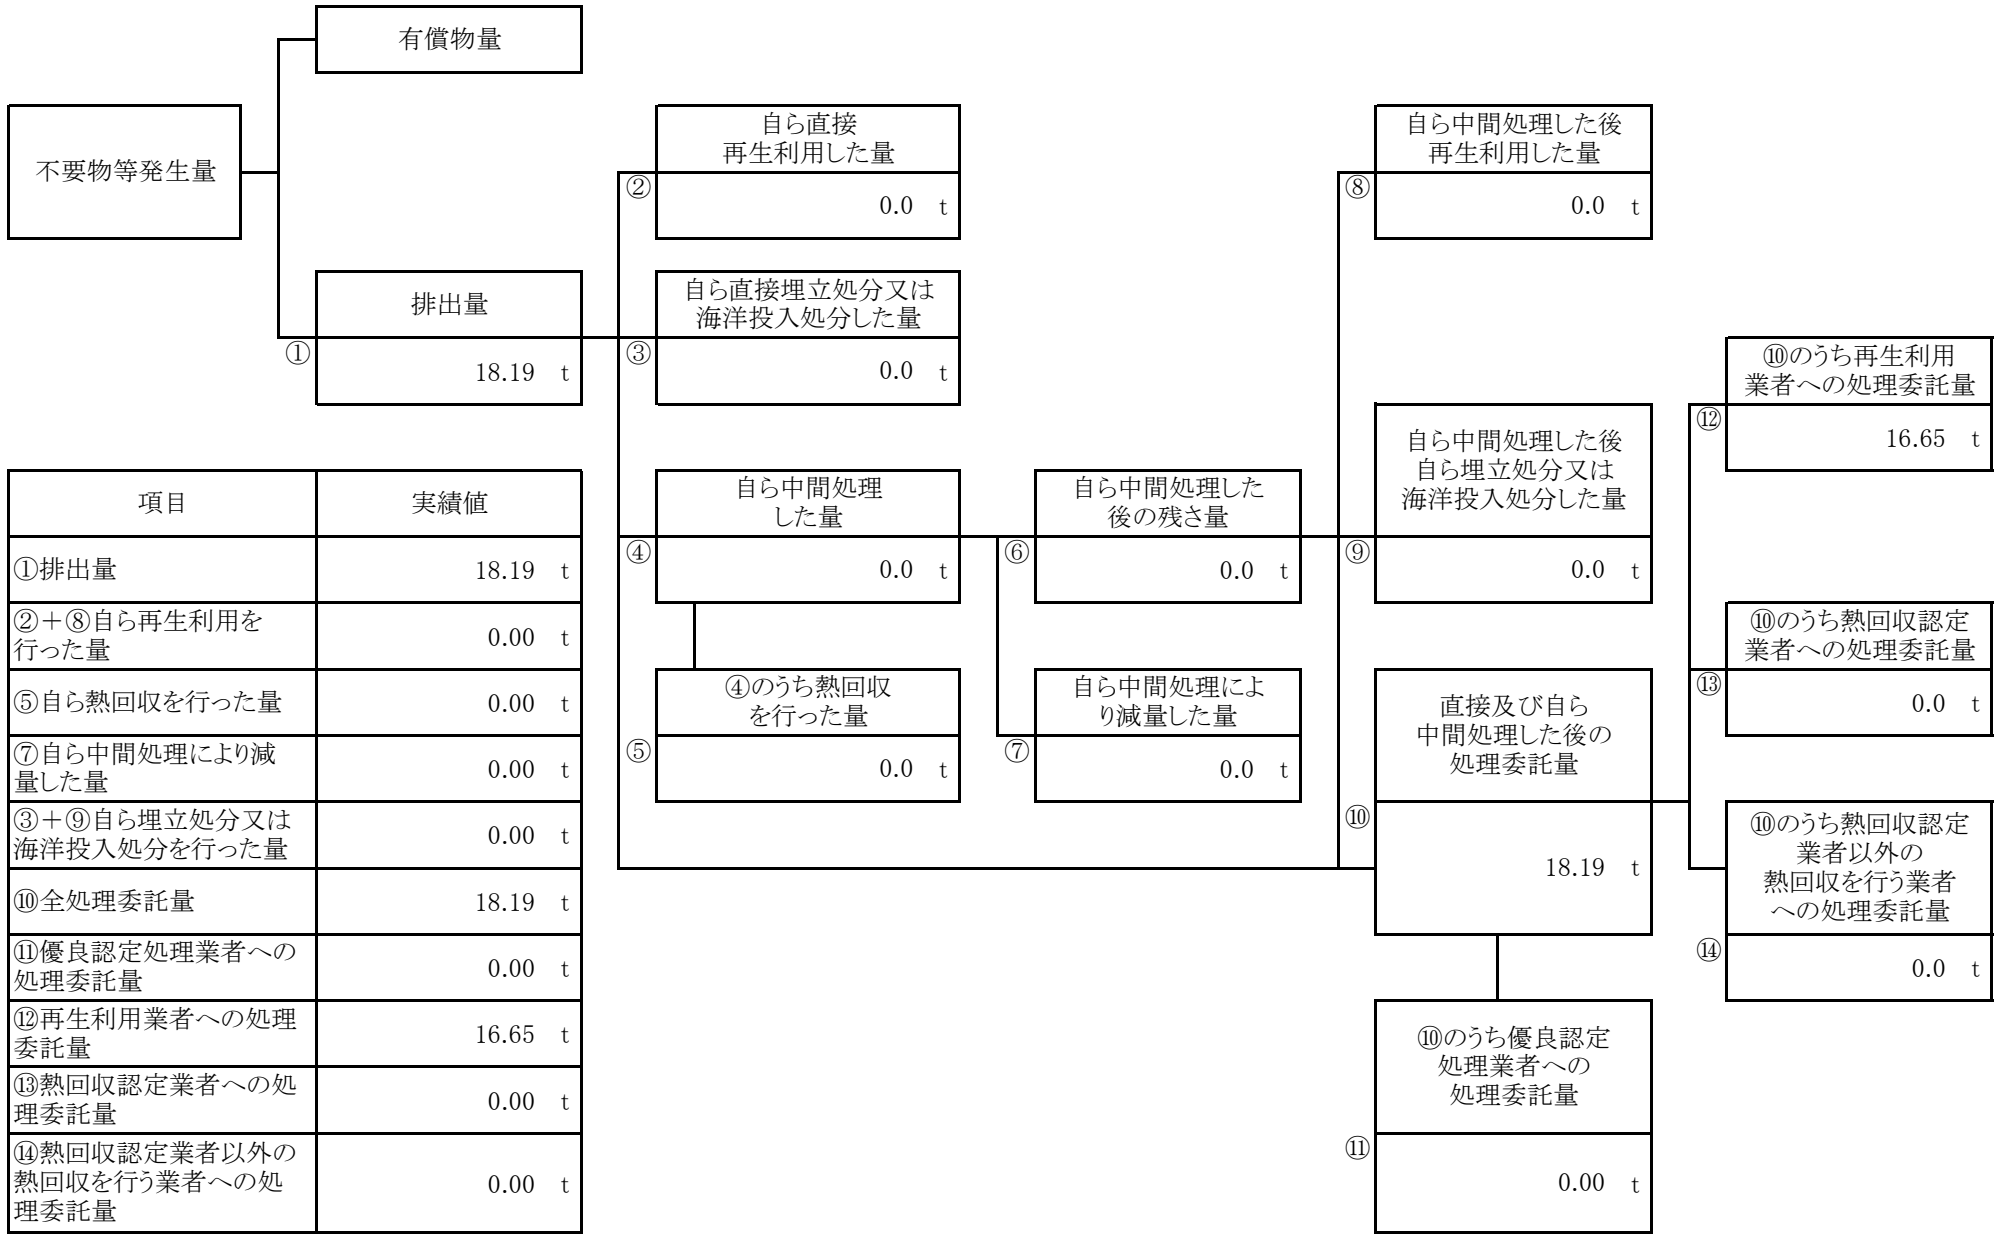 有償物量
不要物等発生量
自ら直接
再生利用した量
②
0.0 t
自ら中間処理した後
再生利用した量
⑧
0.0 t
排出量
①
18.19 t
自ら直接埋立処分又は
海洋投入処分した量
③
0.0 t
⑩のうち再生利用
業者への処理委託量
⑫
16.65 t
自ら中間処理
した量
④
0.0 t
自ら中間処理した
後の残さ量
⑥
0.0 t
自ら中間処理した後
自ら埋立処分又は
海洋投入処分した量
⑨
0.0 t
⑩のうち熱回収認定
業者への処理委託量
⑬
0.0 t
④のうち熱回収
を行った量
⑤
0.0 t
自ら中間処理によ
り減量した量
⑦
0.0 t
直接及び自ら
中間処理した後の
処理委託量
⑩
18.19 t
⑩のうち熱回収認定
業者以外の
熱回収を行う業者
への処理委託量
⑭
0.0 t
⑩のうち優良認定
処理業者への
処理委託量
⑪
0.00 t
項目 実績値
①排出量 18.19 t
②＋⑧自ら再生利用を
行った量 0.00 t
⑤自ら熱回収を行った量 0.00 t
⑦自ら中間処理により減
量した量 0.00 t
③＋⑨自ら埋立処分又は
海洋投入処分を行った量 0.00 t
⑩全処理委託量 18.19 t
⑪優良認定処理業者への
処理委託量 0.00 t
⑫再生利用業者への処理
委託量 16.65 t
⑬熱回収認定業者への処
理委託量 0.00 t
⑭熱回収認定業者以外の
熱回収を行う業者への処
理委託量 0.00 t